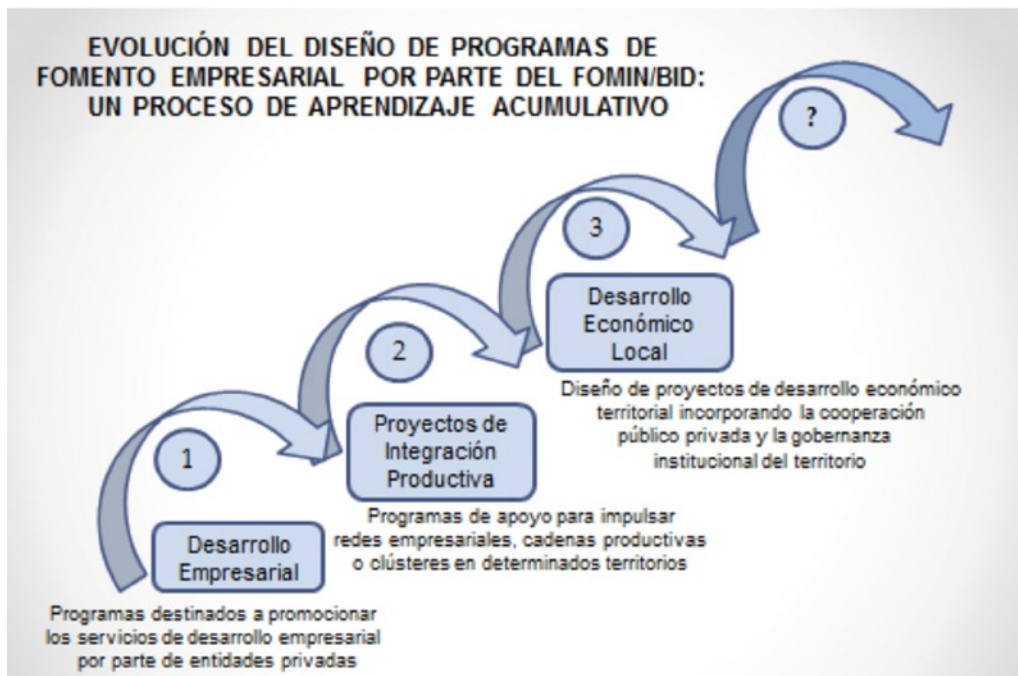 EVOLUCIÓN DEL DISEÑO DE PROGRAMAS DE
FOMENTO EMPRESARIAL POR PARTE DEL FOMIN/BID:
UN PROCESO DE APRENDIZAJE ACUMULATIVO
1
Desarrollo
Empresarial
Programas destinados a promocionar
los servicios de desarrollo empresarial
por parte de entidades privadas
2
Proyectos de
Integración
Productiva
Programas de apoyo para impulsar
redes empresariales, cadenas productivas
o clústeres en determinados territorios
3
Desarrollo
Económico
Local
Diseño de proyectos de desarrollo económico
territorial incorporando la cooperación
público privada y la gobernanza
institucional del territorio
?